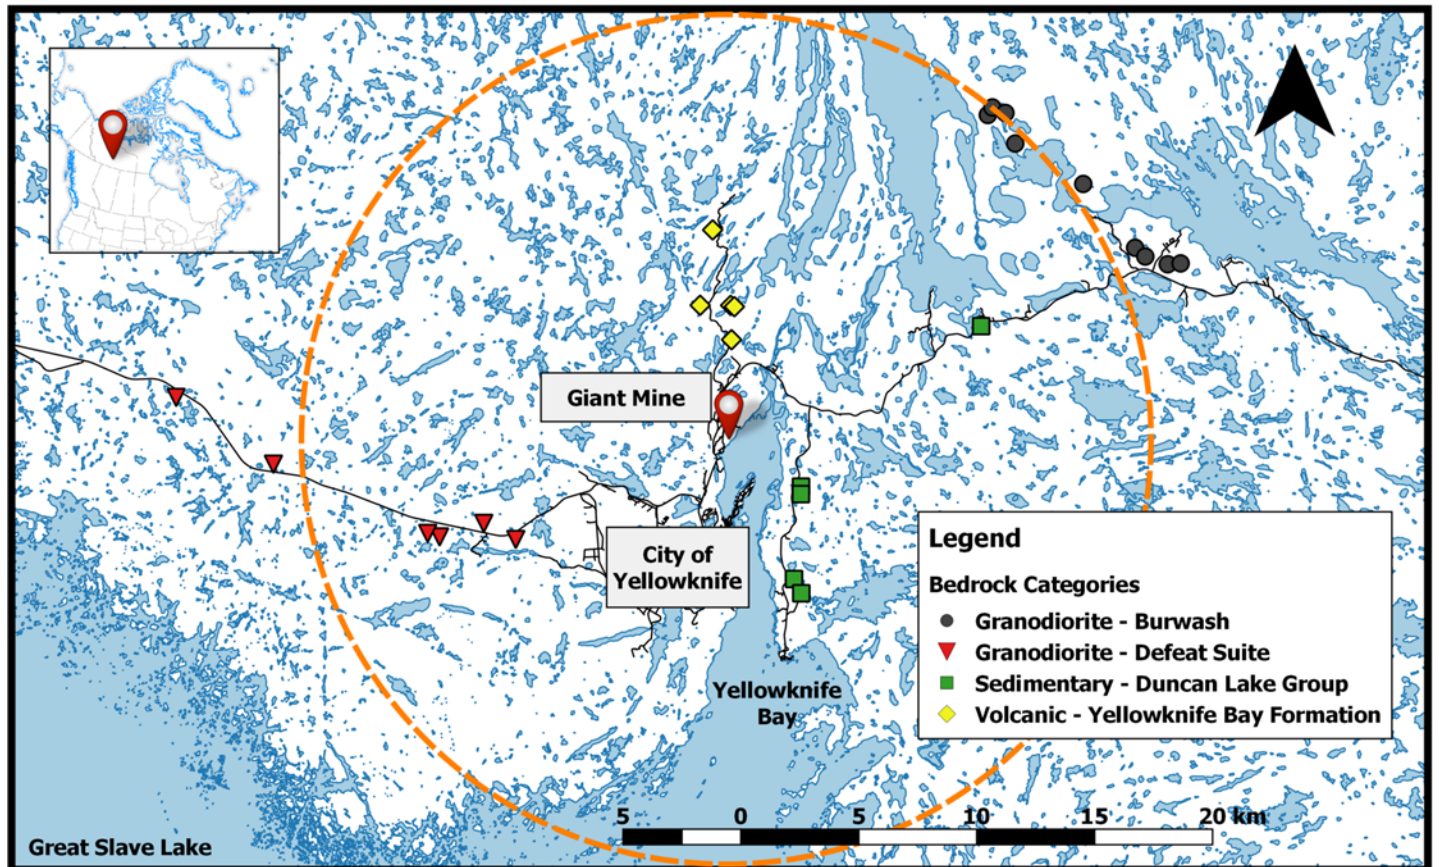 Giant Mine
City of
Yellowknife
Yellowknife
Bay
Great Slave Lake
Legend
Bedrock Categories
Granodiorite - Burwash
Granodiorite - Defeat Suite
Sedimentary - Duncan Lake Group
Volcanic - Yellowknife Bay Formation
5 0 5 10 15 20 km